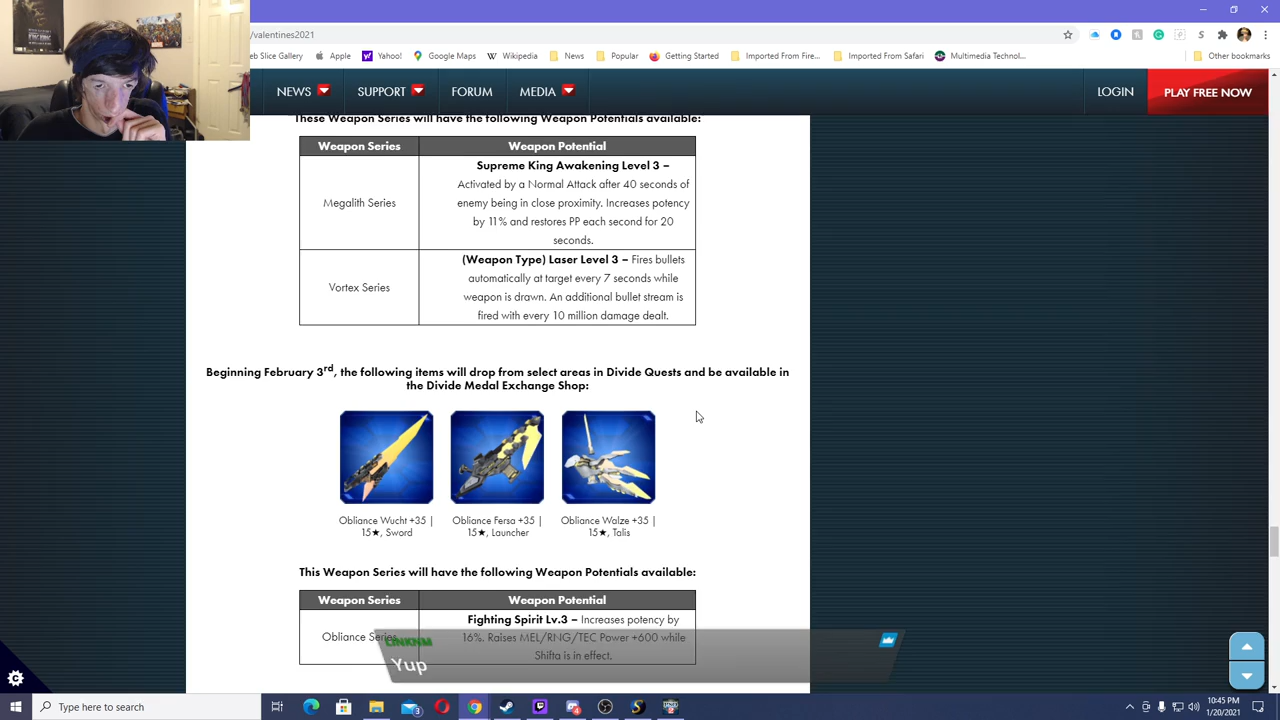 /valentines2021
eb Slice Gallery Apple Yahoo! Google Maps Wikipedia News Popular Getting Started Imported From Fire... Imported From Safari Multimedia Technol... Other bookmarks
NEWS SUPPORT FORUM MEDIA LOGIN PLAY FREE NOW
These Weapon Series will have the following Weapon Potentials available:
Weapon Series Weapon Potential
Megalith Series
Supreme King Awakening Level 3 –
Activated by a Normal Attack after 40 seconds of
enemy being in close proximity. Increases potency
by 11% and restores PP each second for 20
seconds.
Vortex Series
(Weapon Type) Laser Level 3 – Fires bullets
automatically at target every 7 seconds while
weapon is drawn. An additional bullet stream is
fired with every 10 million damage dealt.
Beginning February 3rd, the following items will drop from select areas in Divide Quests and be available in
the Divide Medal Exchange Shop:
Obliance Wucht +35 |
15★, Sword
Obliance Fersa +35 |
15★, Launcher
Obliance Walze +35 |
15★, Talis
This Weapon Series will have the following Weapon Potentials available:
Weapon Series Weapon Potential
Obliance Series
Fighting Spirit Lv.3 – Increases potency by
16%. Raises MEL/RNG/TEC Power +600 while
Shifta is in effect.
Yup
Type here to search
3
4
10:45 PM
1/20/2021